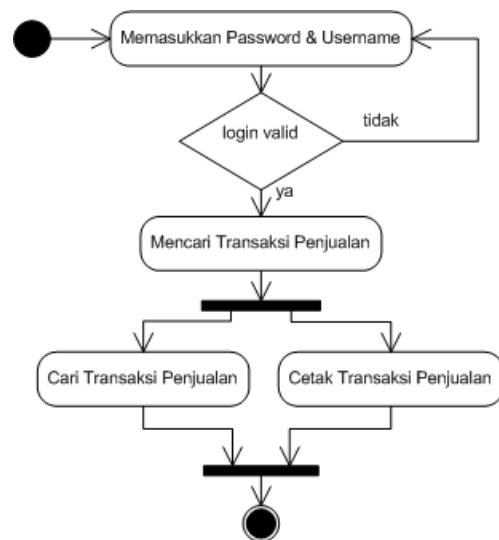 Memasukkan Password & Username
login valid
tidak
ya
Mencari Transaksi Penjualan
Cari Transaksi Penjualan
Cetak Transaksi Penjualan